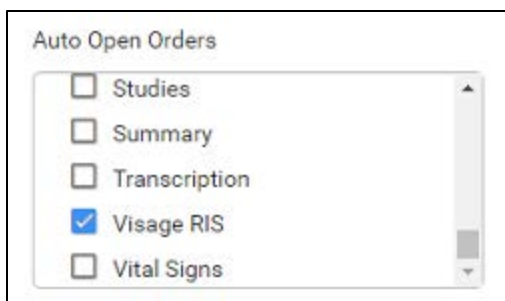 Auto Open Orders
Studies
Summary
Transcription
Visage RIS
Vital Signs